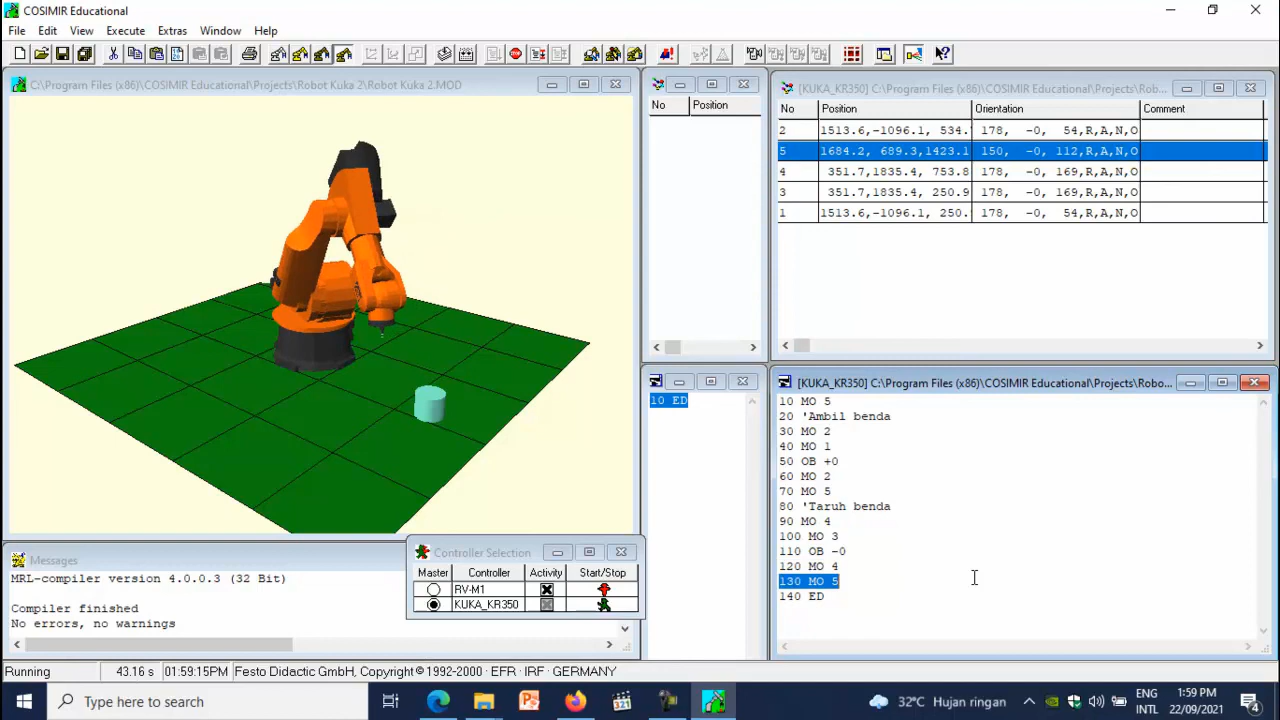 COSIMIR Educational
File Edit View Execute Extras Window Help
C:\Program Files (x86)\COSIMIR Educational\Projects\Robot Kuka 2\Robot Kuka 2.MOD
No Position
[KUKA_KR350] C:\Program Files (x86)\COSIMIR Educational\Projects\Rob...
No Position Orientation Comment
2 1513.6,-1096.1, 534. 178, -0, 54,R,A,N,O
5 1684.2, 689.3,1423.1 150, -0, 112,R,A,N,O
4 351.7,1835.4, 753.8 178, -0, 169,R,A,N,O
3 351.7,1835.4, 250.9 178, -0, 169,R,A,N,O
1 1513.6,-1096.1, 250. 178, -0, 54,R,A,N,O
10 ED
[KUKA_KR350] C:\Program Files (x86)\COSIMIR Educational\Projects\Robo...
10 MO 5
20 'Ambil benda
30 MO 2
40 MO 1
50 OB +0
60 MO 2
70 MO 5
80 'Taruh benda
90 MO 4
100 MO 3
110 OB -0
120 MO 4
130 MO 5
140 ED
Messages
MRL-compiler version 4.0.0.3 (32 Bit)
Compiler finished
No errors, no warnings
Controller Selection
Master Controller Activity Start/Stop
RV-M1
KUKA_KR350
Running 43.16 s 01:59:15PM Festo Didactic GmbH, Copyright © 1992-2000 · EFR · IRF · GERMANY
Type here to search
321
32°C Hujan ringan
ENG
INTL
1:59 PM
22/09/2021
4